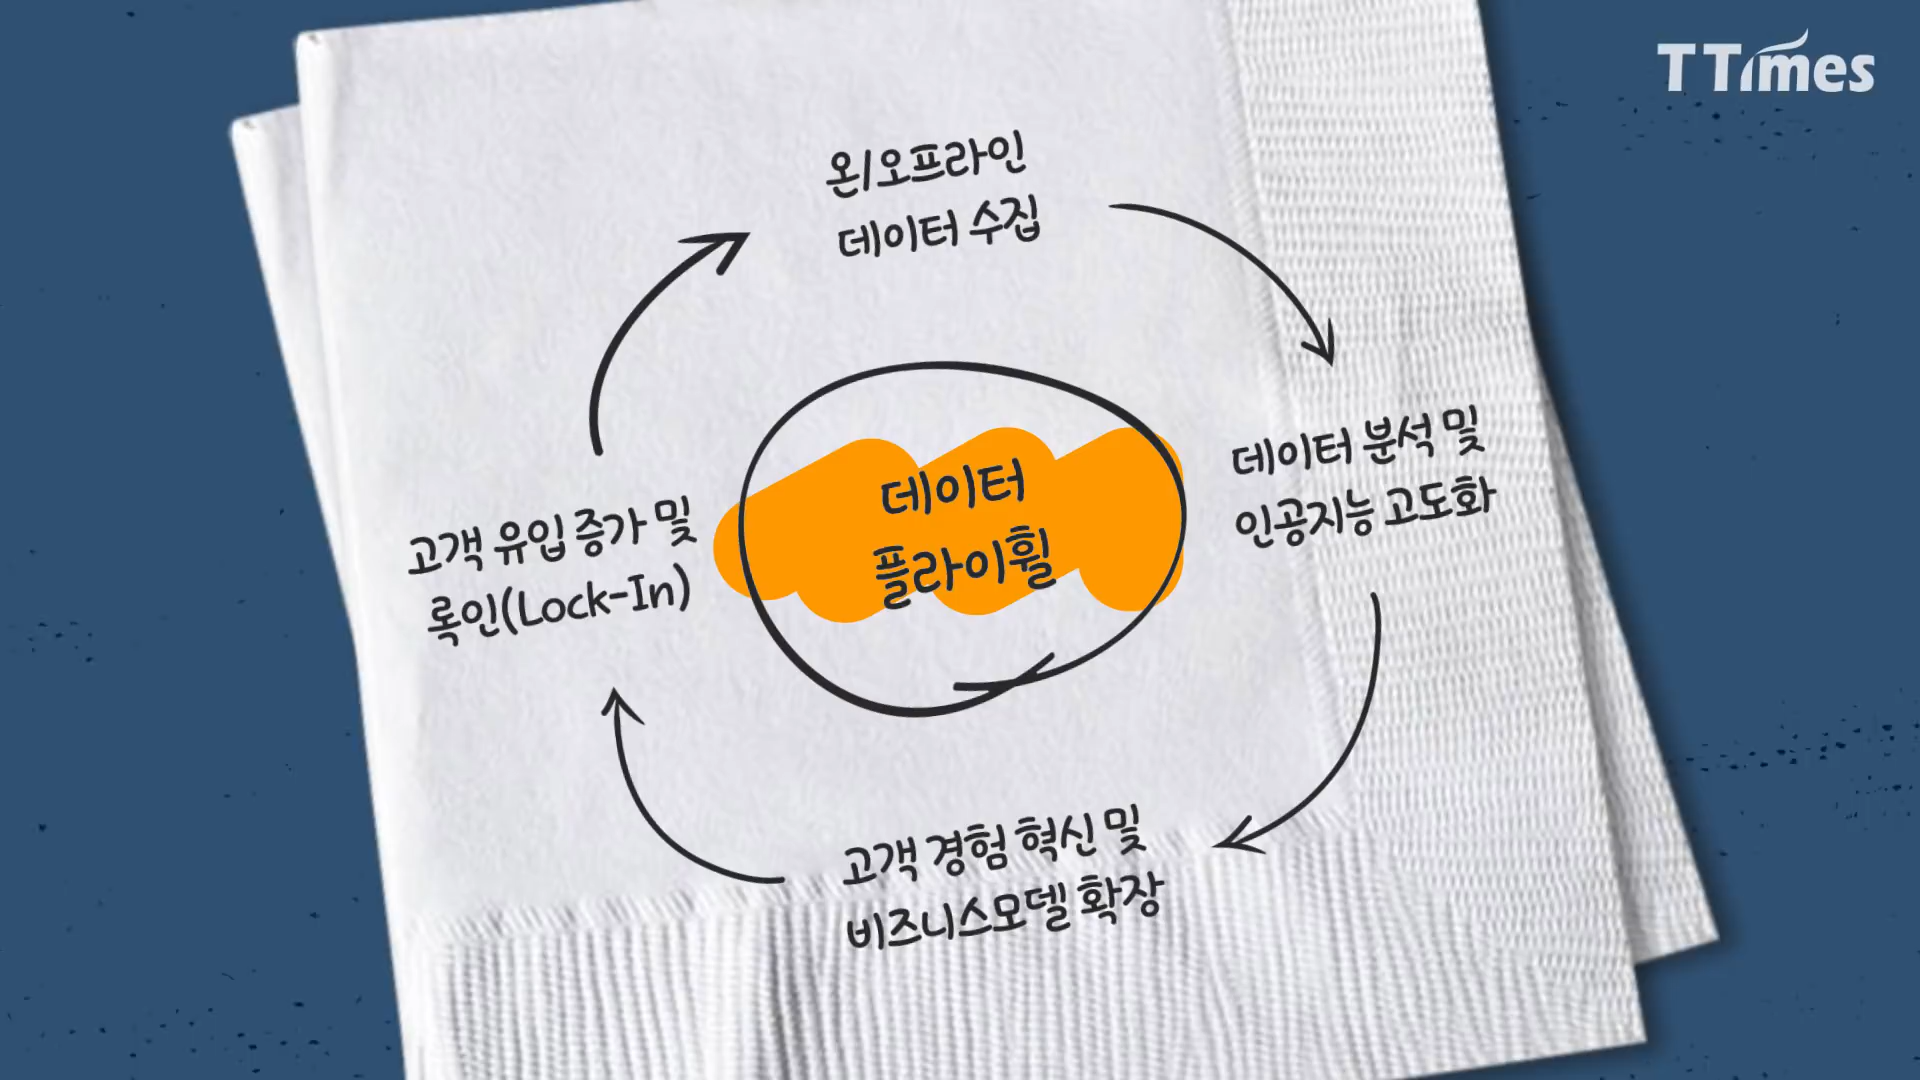 TTimes
온/오프라인
데이터 수집
데이터 분석 및
인공지능 고도화
데이터
플라이휠
고객 유입 증가 및
록인(Lock-In)
고객 경험 혁신 및
비즈니스모델 확장